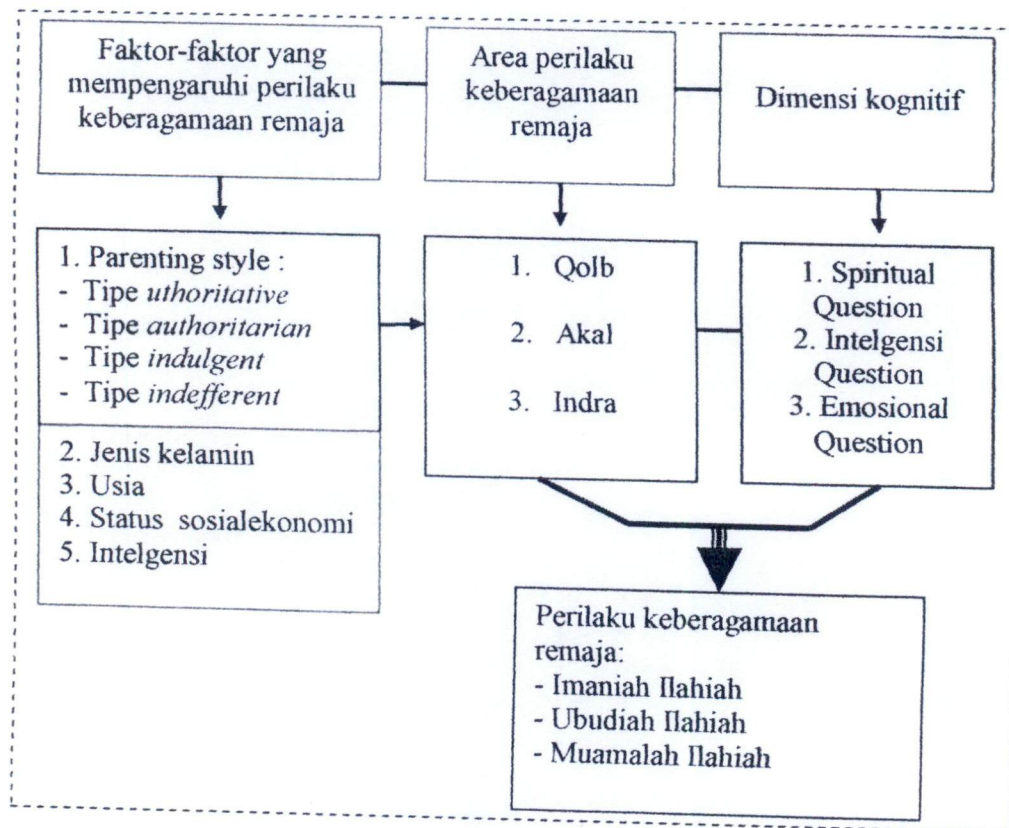 Faktor-faktor yang
mempengaruhi perilaku
keberagamaan remaja
Area perilaku
keberagamaan
remaja
Dimensi kognitif
1. Parenting style :
- Tipe uthoritative
- Tipe authoritarian
- Tipe indulgent
- Tipe indefferent
2. Jenis kelamin
3. Usia
4. Status sosialekonomi
5. Intelgensi
1. Qolb
2. Akal
3. Indra
1. Spiritual
Question
2. Intelgensi
Question
3. Emosional
Question
Perilaku keberagamaan
remaja:
- Imaniah Ilahiah
- Ubudiah Ilahiah
- Muamalah Ilahiah